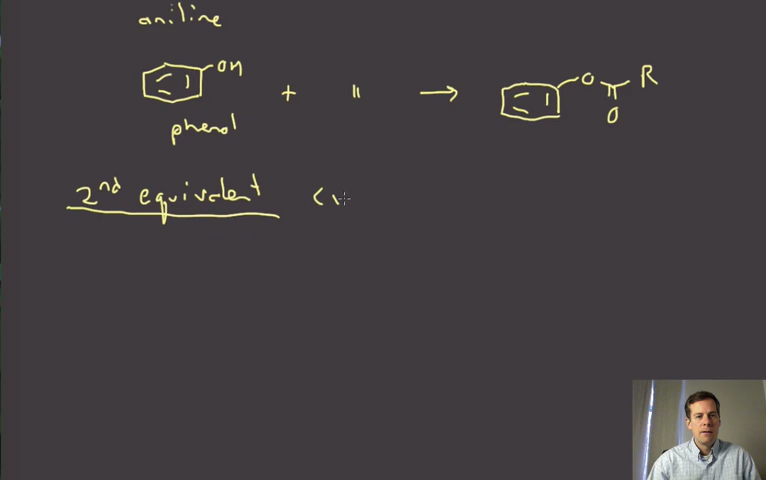 aniline
OH + " → O R
O
phenol
2nd equivalent